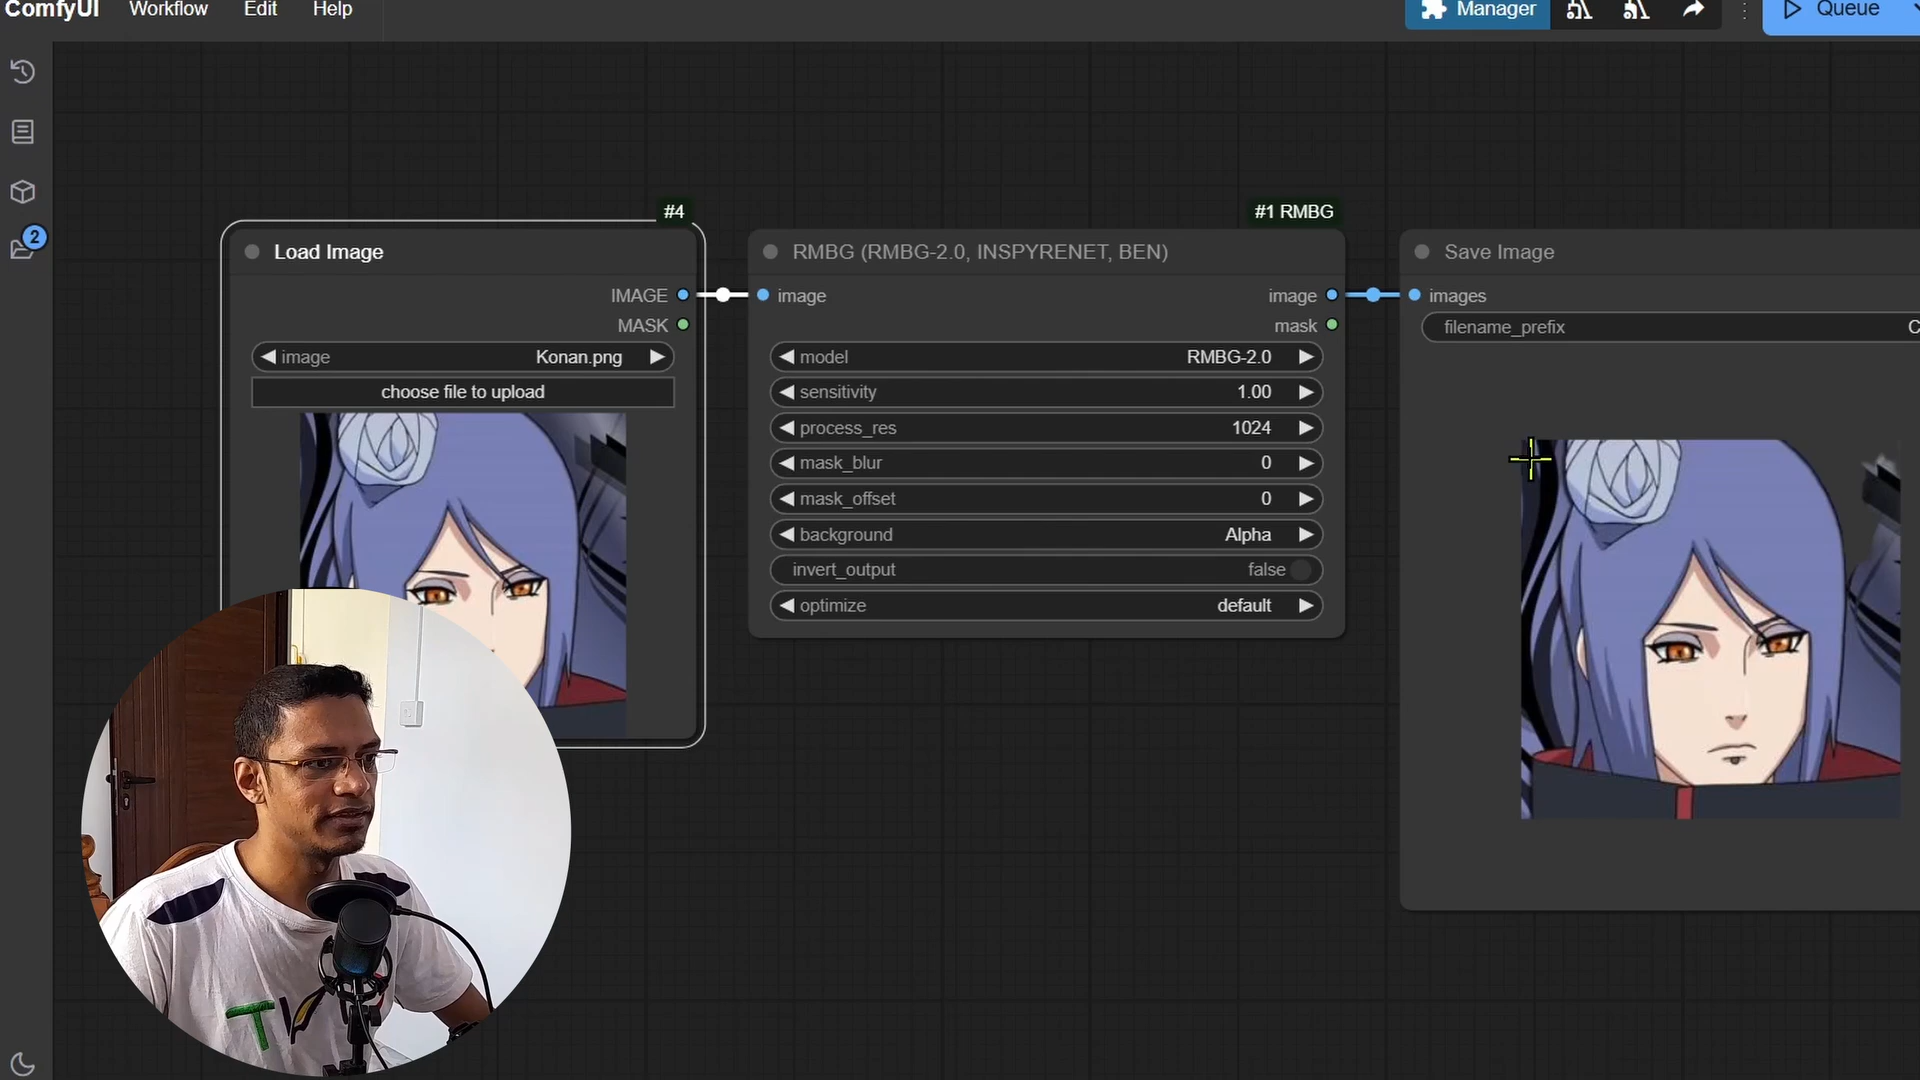 ComfyUI Workflow Edit Help Manager Queue
2
#4
#1 RMBG
Load Image
RMBG (RMBG-2.0, INSPYRENET, BEN)
Save Image
IMAGE
image
image
images
MASK
mask
filename_prefix C
image Konan.png
choose file to upload
model RMBG-2.0
sensitivity 1.00
process_res 1024
mask_blur 0
mask_offset 0
background Alpha
invert_output false
optimize default